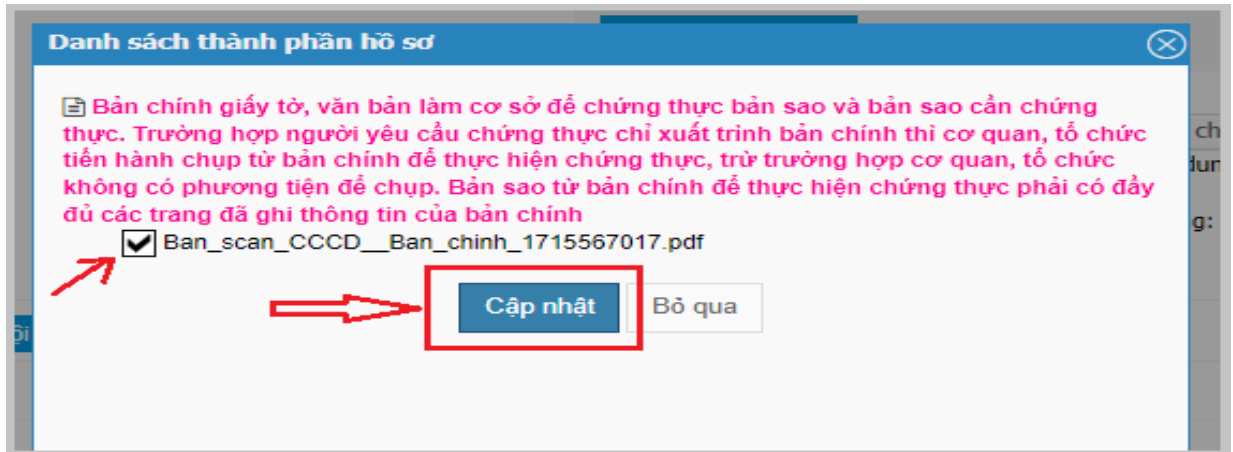 Danh sách thành phần hồ sơ
Bản chính giấy tờ, văn bản làm cơ sở để chứng thực bản sao và bản sao cần chứng
thực. Trường hợp người yêu cầu chứng thực chỉ xuất trình bản chính thì cơ quan, tổ chức
tiến hành chụp từ bản chính để thực hiện chứng thực, trừ trường hợp cơ quan, tổ chức
không có phương tiện để chụp. Bản sao từ bản chính để thực hiện chứng thực phải có đầy
đủ các trang đã ghi thông tin của bản chính
Ban_scan_CCCD__Ban_chinh_1715567017.pdf
Cập nhật
Bỏ qua
ch
g: